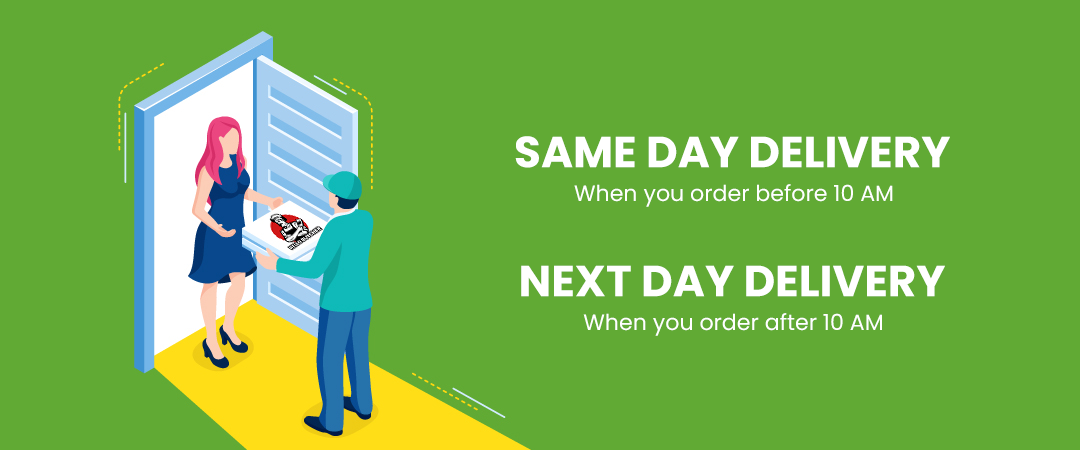 SAME DAY DELIVERY
When you order before 10 AM
NEXT DAY DELIVERY
When you order after 10 AM